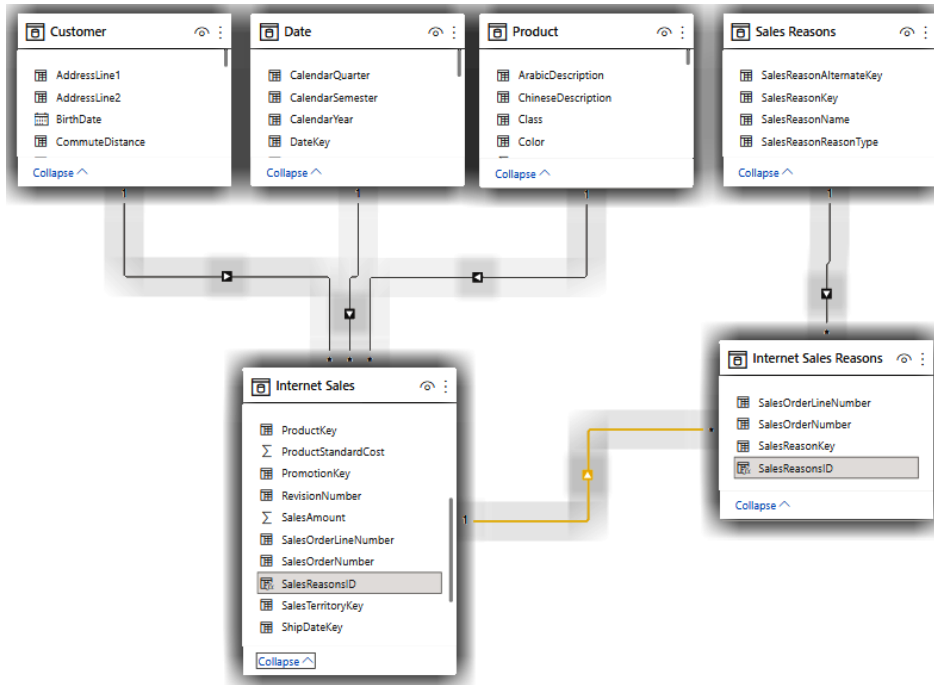 Customer
AddressLine1
AddressLine2
BirthDate
CommuteDistance
Collapse
Date
CalendarQuarter
CalendarSemester
CalendarYear
DateKey
Collapse
Product
ArabicDescription
ChineseDescription
Class
Color
Collapse
Sales Reasons
SalesReasonAlternateKey
SalesReasonKey
SalesReasonName
SalesReasonReasonType
Collapse
1
1
1
1
*
*
*
*
Internet Sales
ProductKey
ProductStandardCost
PromotionKey
RevisionNumber
SalesAmount
SalesOrderLineNumber
SalesOrderNumber
SalesReasonsID
SalesTerritoryKey
ShipDateKey
Collapse
1
*
Internet Sales Reasons
SalesOrderLineNumber
SalesOrderNumber
SalesReasonKey
SalesReasonsID
Collapse